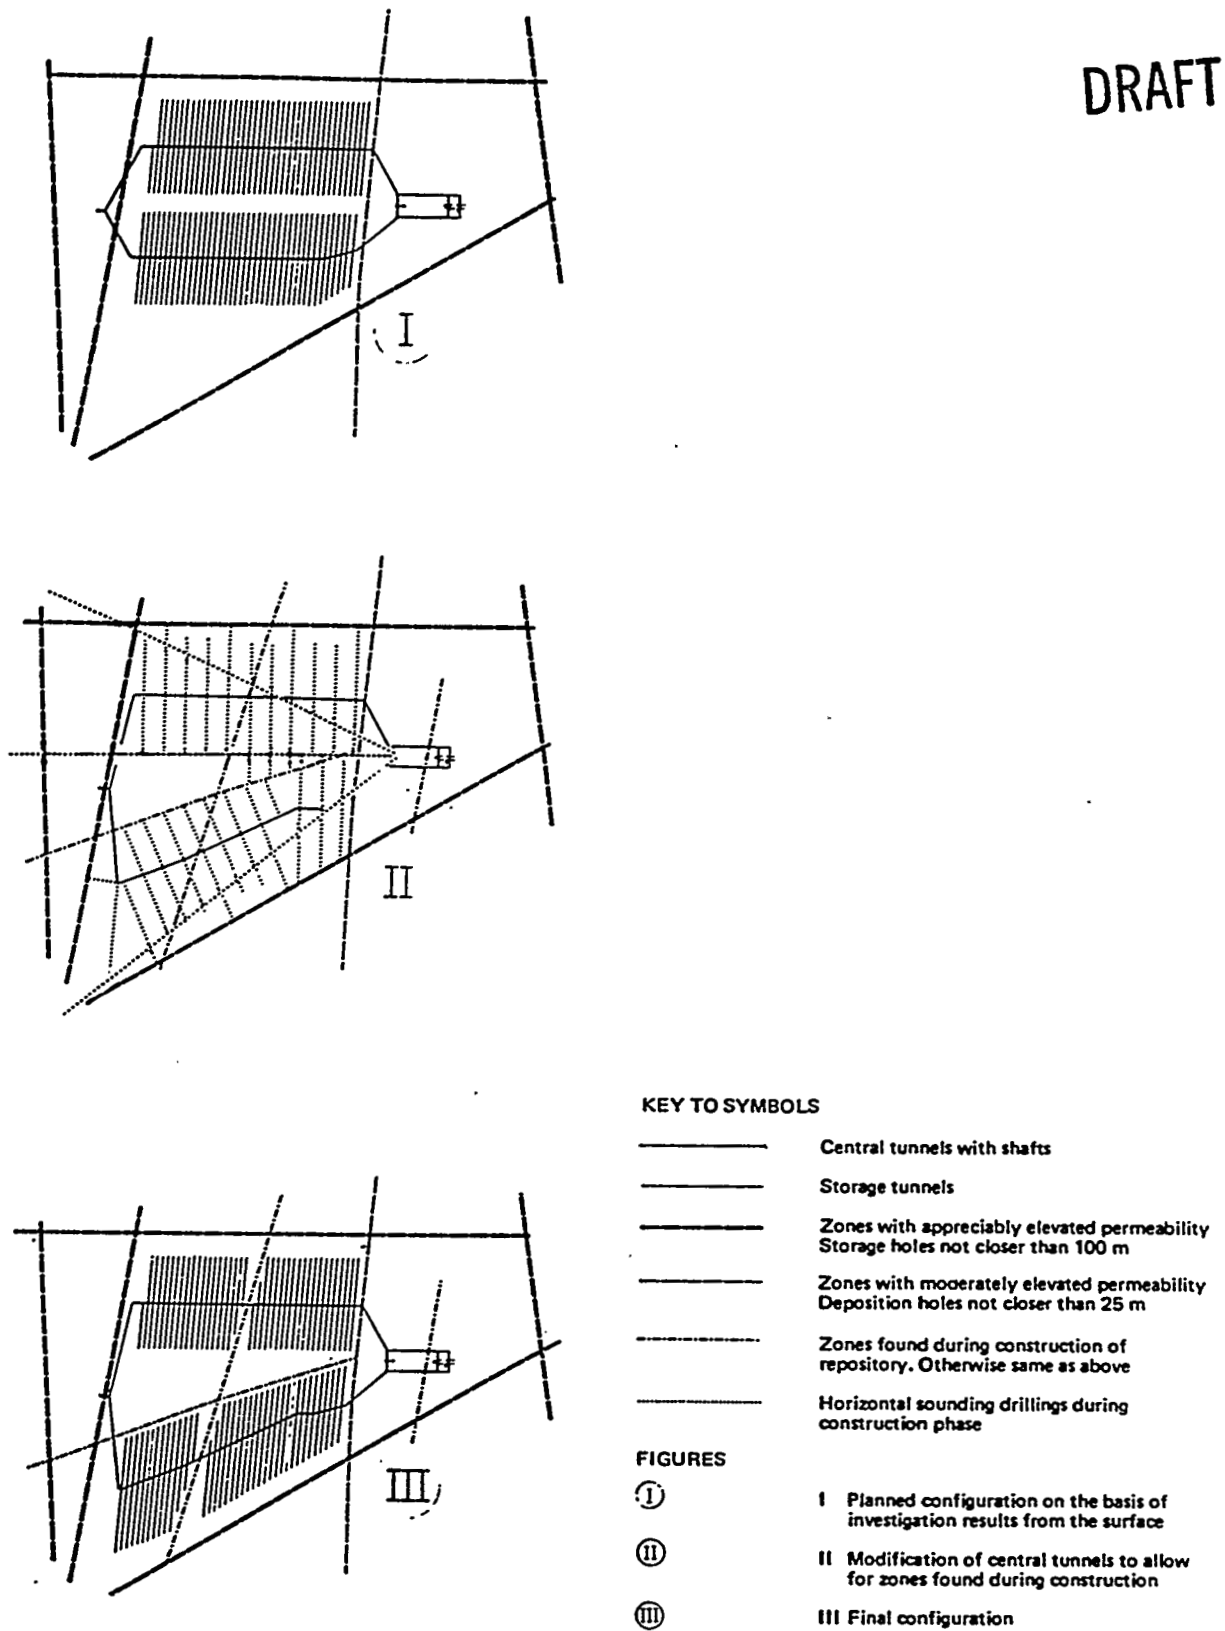 DRAFT
I
II
III
KEY TO SYMBOLS
Central tunnels with shafts
Storage tunnels
Zones with appreciably elevated permeability
Storage holes not closer than 100 m
Zones with moderately elevated permeability
Deposition holes not closer than 25 m
Zones found during construction of
repository. Otherwise same as above
Horizontal sounding drillings during
construction phase
FIGURES
I
I Planned configuration on the basis of
investigation results from the surface
II
II Modification of central tunnels to allow
for zones found during construction
III
III Final configuration